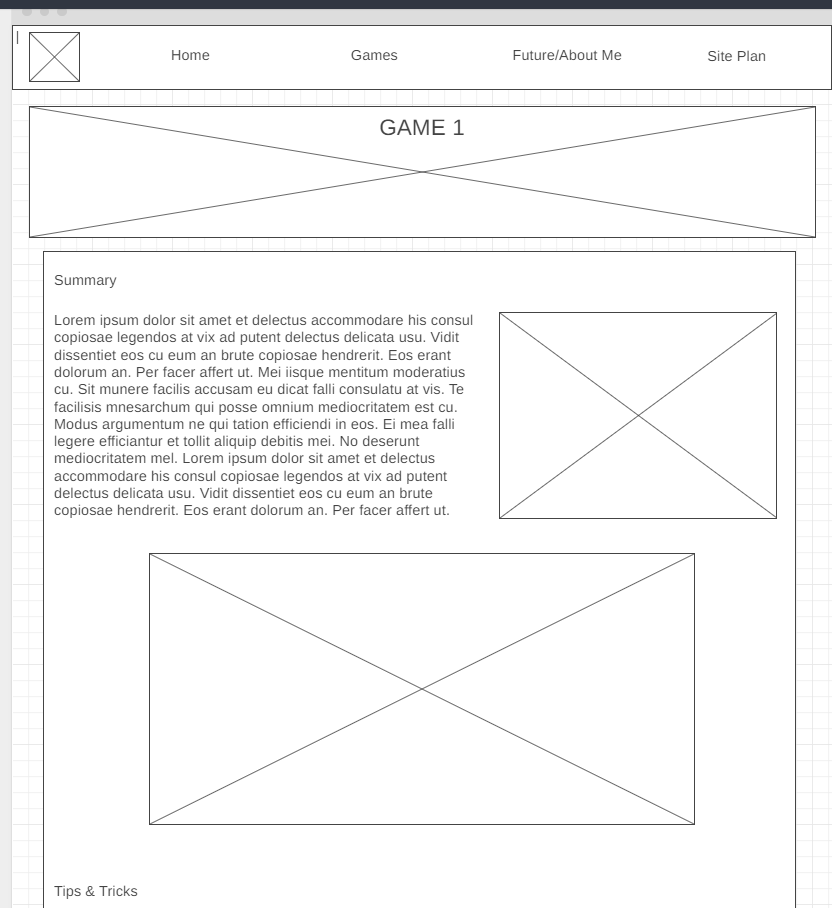 Home Games Future/About Me Site Plan
GAME 1
Summary
Lorem ipsum dolor sit amet et delectus accommodare his consul
copiosae legendos at vix ad putent delectus delicata usu. Vidit
dissentiet eos cu eum an brute copiosae hendrerit. Eos erant
dolorum an. Per facer affert ut. Mei iisque mentitum moderatius
cu. Sit munere facilis accusam eu dicat falli consulatu at vis. Te
facilisis mnesarchum qui posse omnium mediocritatem est cu.
Modus argumentum ne qui tation efficiendi in eos. Ei mea falli
legere efficiantur et tollit aliquip debitis mei. No deserunt
mediocritatem mel. Lorem ipsum dolor sit amet et delectus
accommodare his consul copiosae legendos at vix ad putent
delectus delicata usu. Vidit dissentiet eos cu eum an brute
copiosae hendrerit. Eos erant dolorum an. Per facer affert ut.
Tips & Tricks